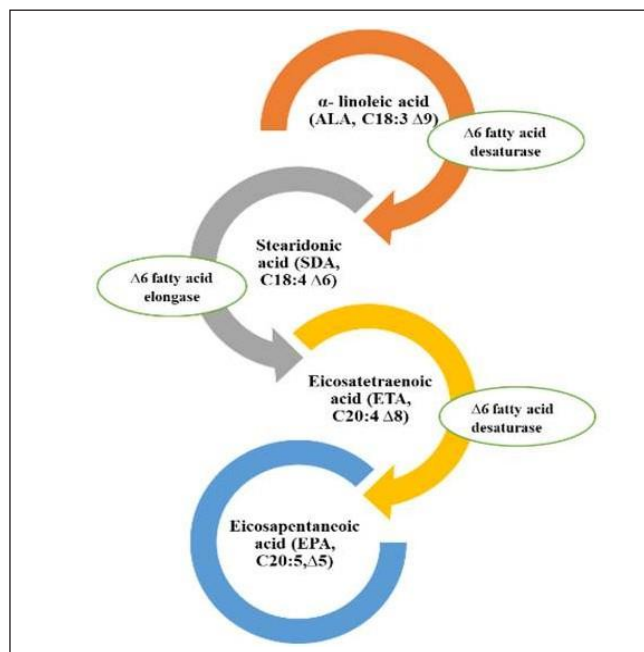 α- linoleic acid
(ALA, C18:3 Δ9)
Δ6 fatty acid
desaturase
Stearidonic
acid (SDA,
C18:4 Δ6)
Δ6 fatty acid
elongase
Eicosatetraenoic
acid (ETA,
C20:4 Δ8)
Δ6 fatty acid
desaturase
Eicosapentaneoic
acid (EPA,
C20:5,Δ5)